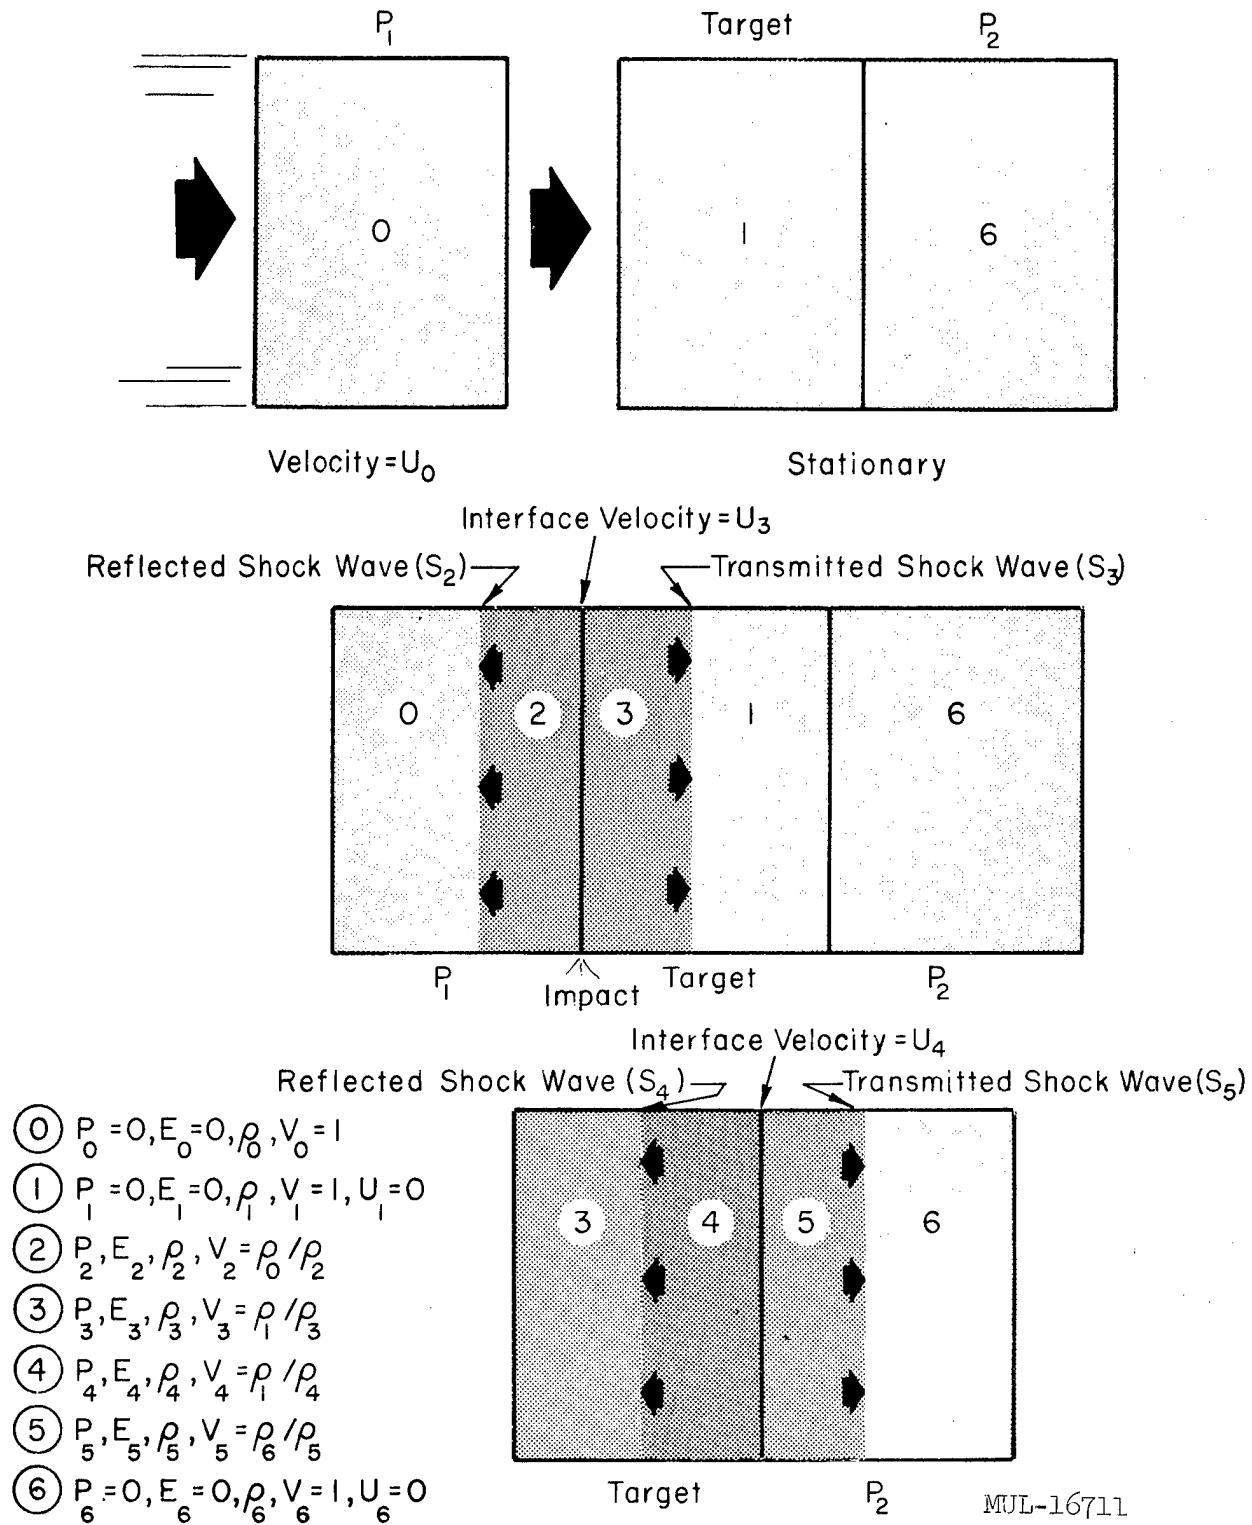 P₁ Target P₂
0 1 6
Velocity=U₀ Stationary
Interface Velocity=U₃
Reflected Shock Wave(S₂) Transmitted Shock Wave(S₃)
0 2 3 1 6
P₁ Impact Target P₂
Interface Velocity=U₄
Reflected Shock Wave (S₄) Transmitted Shock Wave(S₅)
3 4 5 6
0 P₀=0, E₀=0, ρ₀, V₀=1
1 P₁=0, E₁=0, ρ₁, V₁=1, U₁=0
2 P₂, E₂, ρ₂, V₂=ρ₀/ρ₂
3 P₃, E₃, ρ₃, V₃=ρ₁/ρ₃
4 P₄, E₄, ρ₄, V₄=ρ₁/ρ₄
5 P₅, E₅, ρ₅, V₅=ρ₆/ρ₅
6 P₆=0, E₆=0, ρ₆, V₆=1, U₆=0
Target P₂
MUL-16711